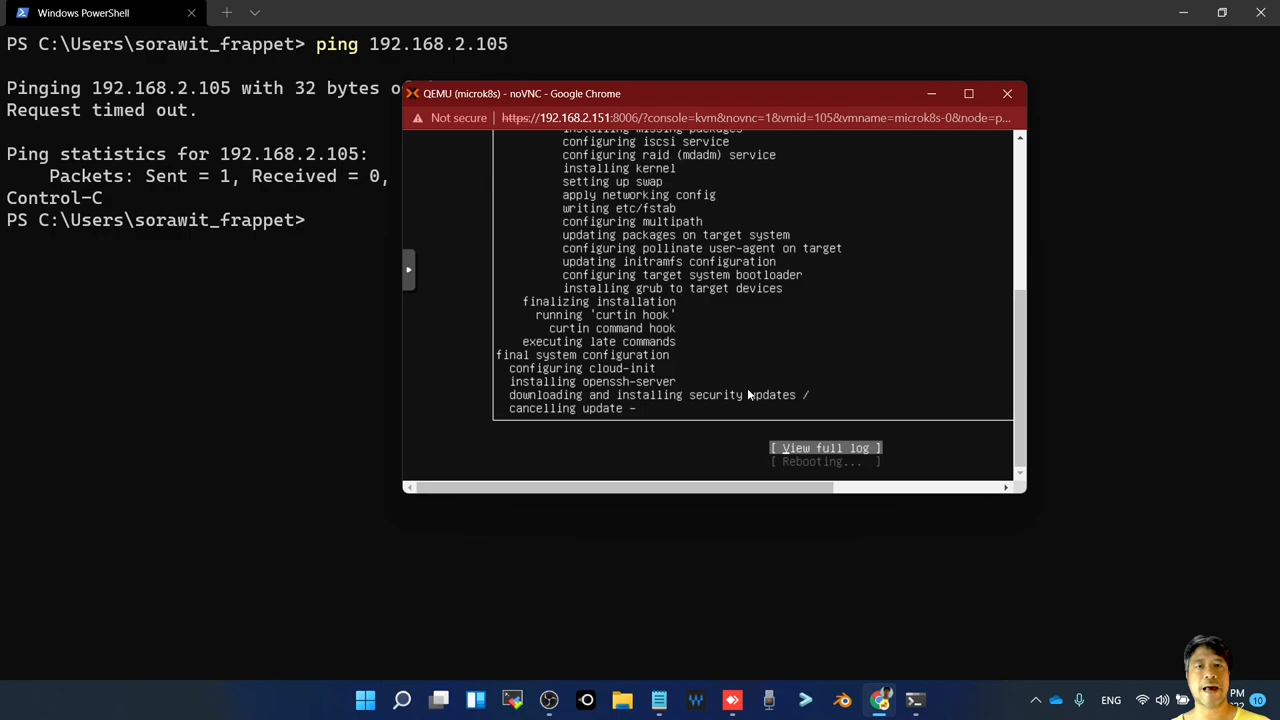 Windows PowerShell
PS C:\Users\sorawit_frappet> ping 192.168.2.105
Pinging 192.168.2.105 with 32 bytes o
Request timed out.
Ping statistics for 192.168.2.105:
Packets: Sent = 1, Received = 0,
Control-C
PS C:\Users\sorawit_frappet>
QEMU (microk8s) - noVNC - Google Chrome
Not secure https://192.168.2.151:8006/?console=kvm&novnc=1&vmid=105&vmname=microk8s-0&node=p...
installing missing packages
configuring iscsi service
configuring raid (mdadm) service
installing kernel
setting up swap
apply networking config
writing etc/fstab
configuring multipath
updating packages on target system
configuring pollinate user-agent on target
updating initramfs configuration
configuring target system bootloader
installing grub to target devices
finalizing installation
running 'curtin hook'
curtin command hook
executing late commands
final system configuration
configuring cloud-init
installing openssh-server
downloading and installing security updates /
cancelling update -
[ View full log ]
[ Rebooting... ]
ENG
PM
10